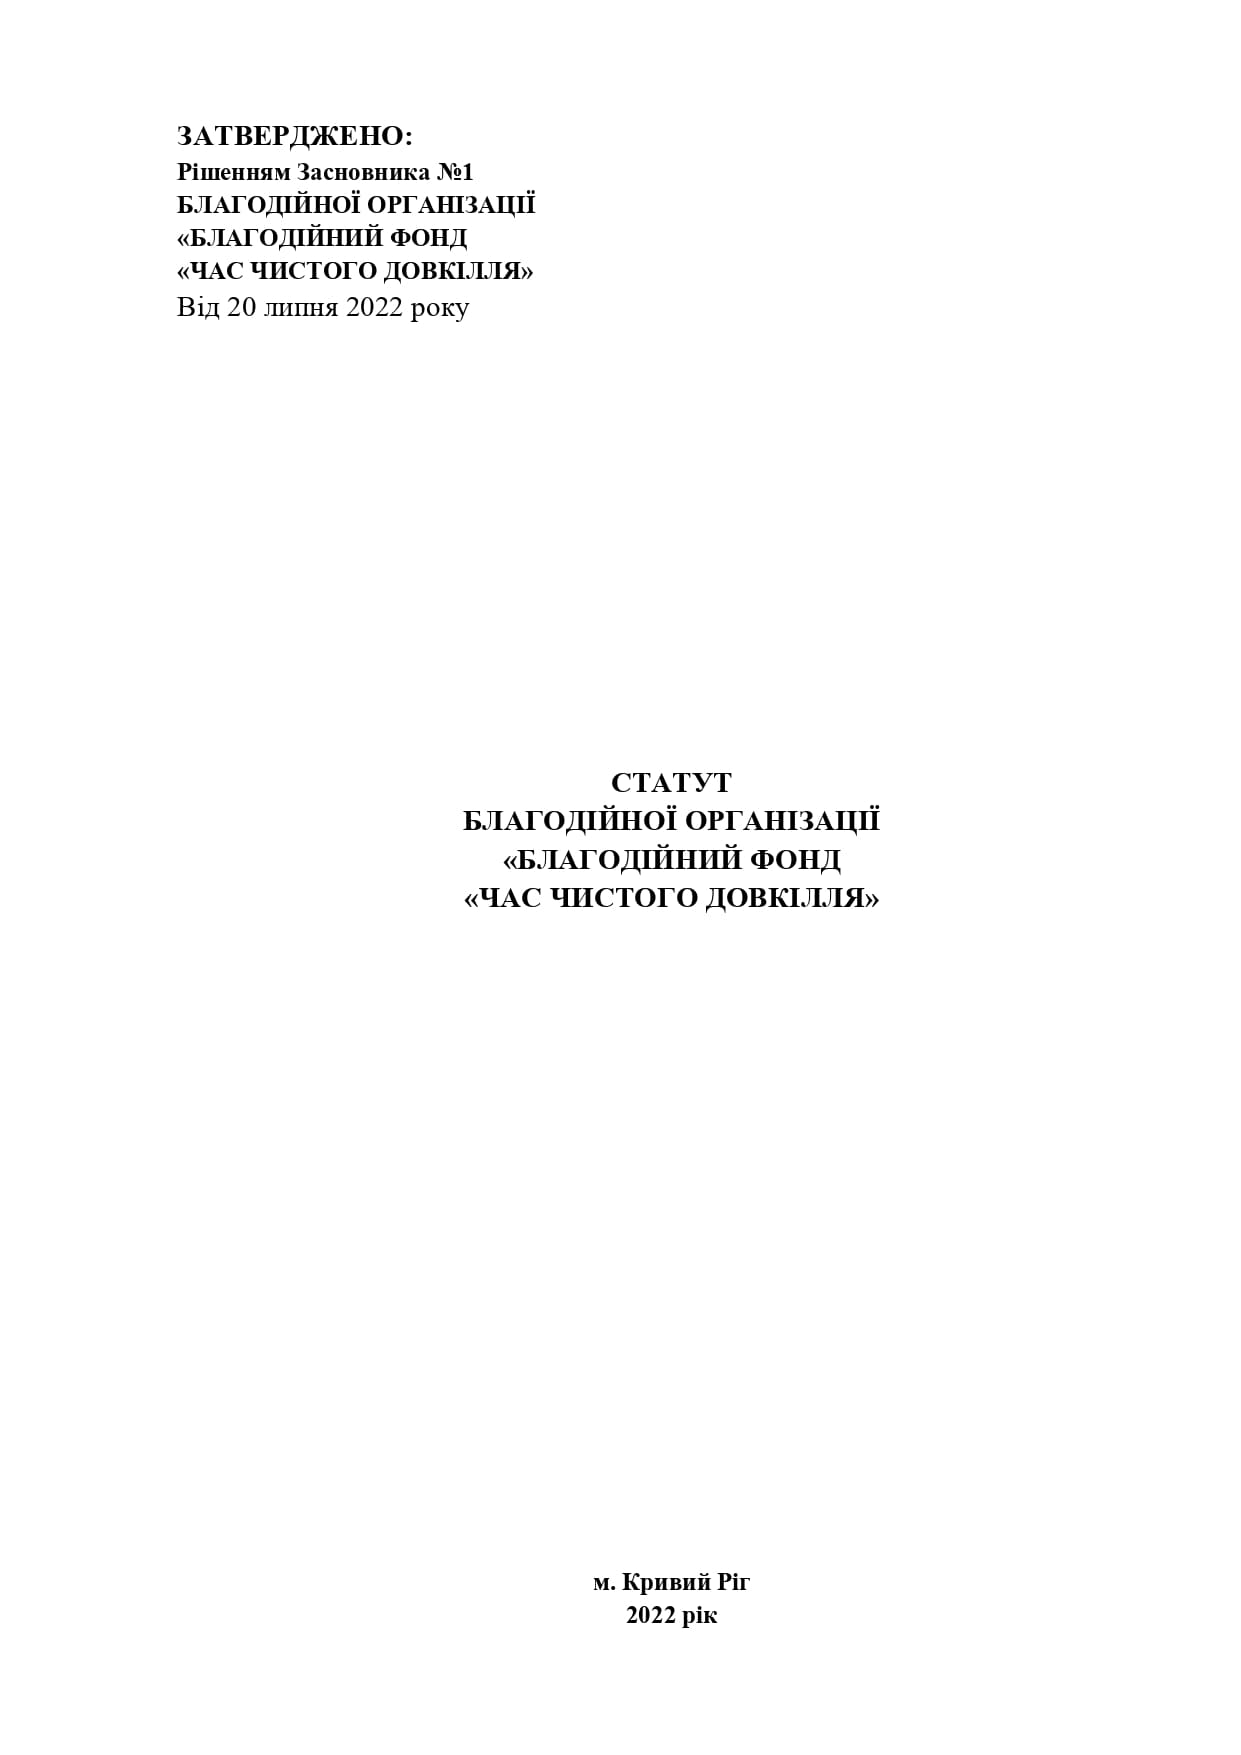 ЗАТВЕРДЖЕНО:
Рішенням Засновника №1
БЛАГОДІЙНОЇ ОРГАНІЗАЦІЇ
«БЛАГОДІЙНИЙ ФОНД
«ЧАС ЧИСТОГО ДОВКІЛЛЯ»
Від 20 липня 2022 року
СТАТУТ
БЛАГОДІЙНОЇ ОРГАНІЗАЦІЇ
«БЛАГОДІЙНИЙ ФОНД
«ЧАС ЧИСТОГО ДОВКІЛЛЯ»
м. Кривий Ріг
2022 рік